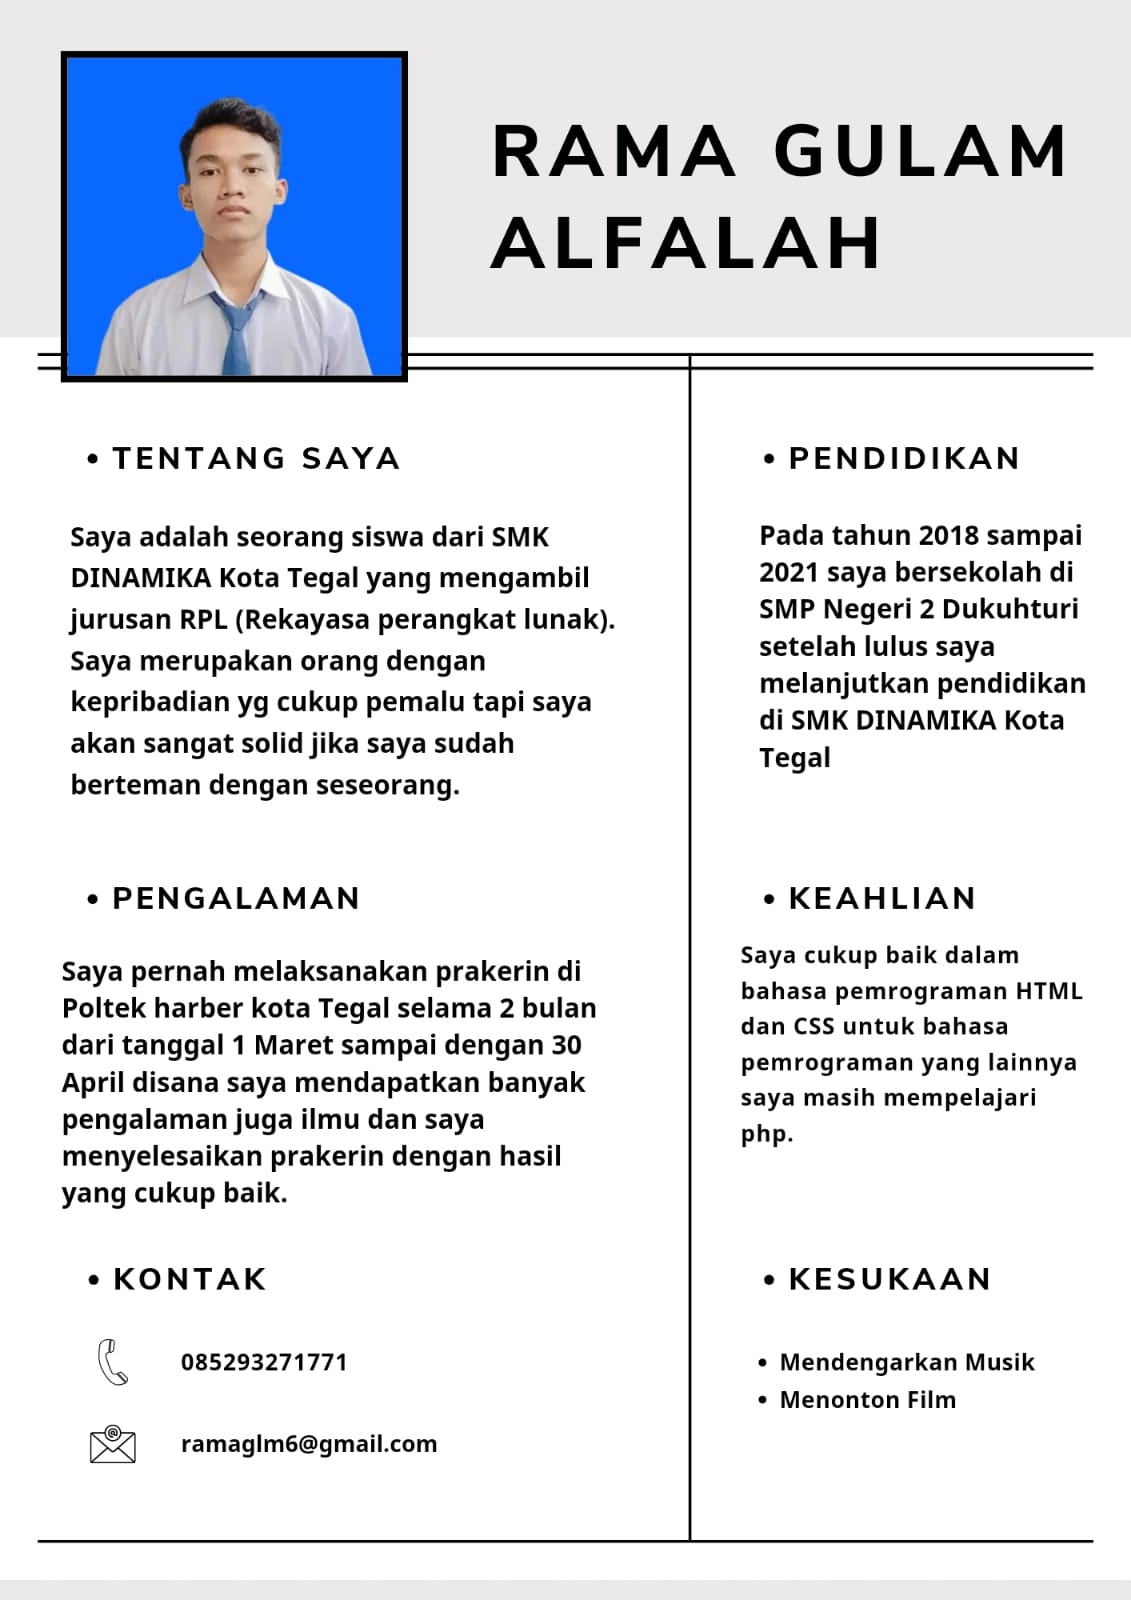 RAMA GULAM
ALFALAH
• TENTANG SAYA
Saya adalah seorang siswa dari SMK
DINAMIKA Kota Tegal yang mengambil
jurusan RPL (Rekayasa perangkat lunak).
Saya merupakan orang dengan
kepribadian yg cukup pemalu tapi saya
akan sangat solid jika saya sudah
berteman dengan seseorang.
• PENGALAMAN
Saya pernah melaksanakan prakerin di
Poltek harber kota Tegal selama 2 bulan
dari tanggal 1 Maret sampai dengan 30
April disana saya mendapatkan banyak
pengalaman juga ilmu dan saya
menyelesaikan prakerin dengan hasil
yang cukup baik.
• KONTAK
085293271771
ramaglm6@gmail.com
• PENDIDIKAN
Pada tahun 2018 sampai
2021 saya bersekolah di
SMP Negeri 2 Dukuhturi
setelah lulus saya
melanjutkan pendidikan
di SMK DINAMIKA Kota
Tegal
• KEAHLIAN
Saya cukup baik dalam
bahasa pemrograman HTML
dan CSS untuk bahasa
pemrograman yang lainnya
saya masih mempelajari
php.
• KESUKAAN
• Mendengarkan Musik
• Menonton Film